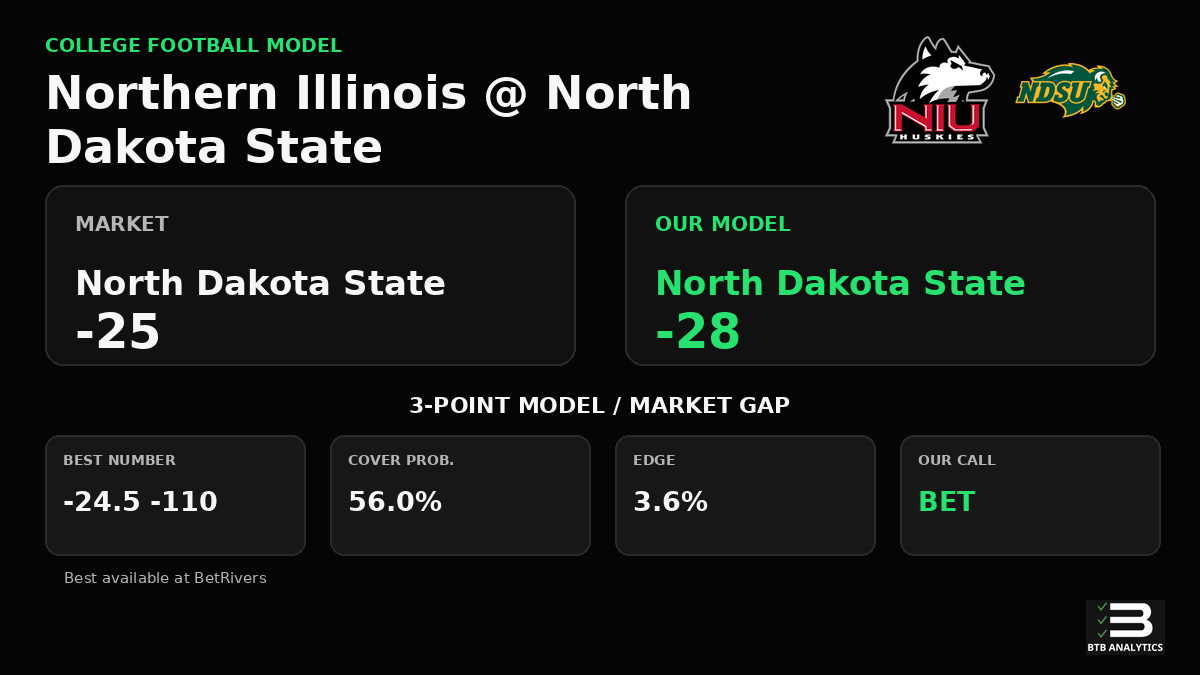 COLLEGE FOOTBALL MODEL
Northern Illinois @ North
Dakota State
NIU
HUSKIES
NDSU
MARKET
North Dakota State
-25
OUR MODEL
North Dakota State
-28
3-POINT MODEL / MARKET GAP
BEST NUMBER
-24.5 -110
COVER PROB.
56.0%
EDGE
3.6%
OUR CALL
BET
Best available at BetRivers
B
BTB ANALYTICS